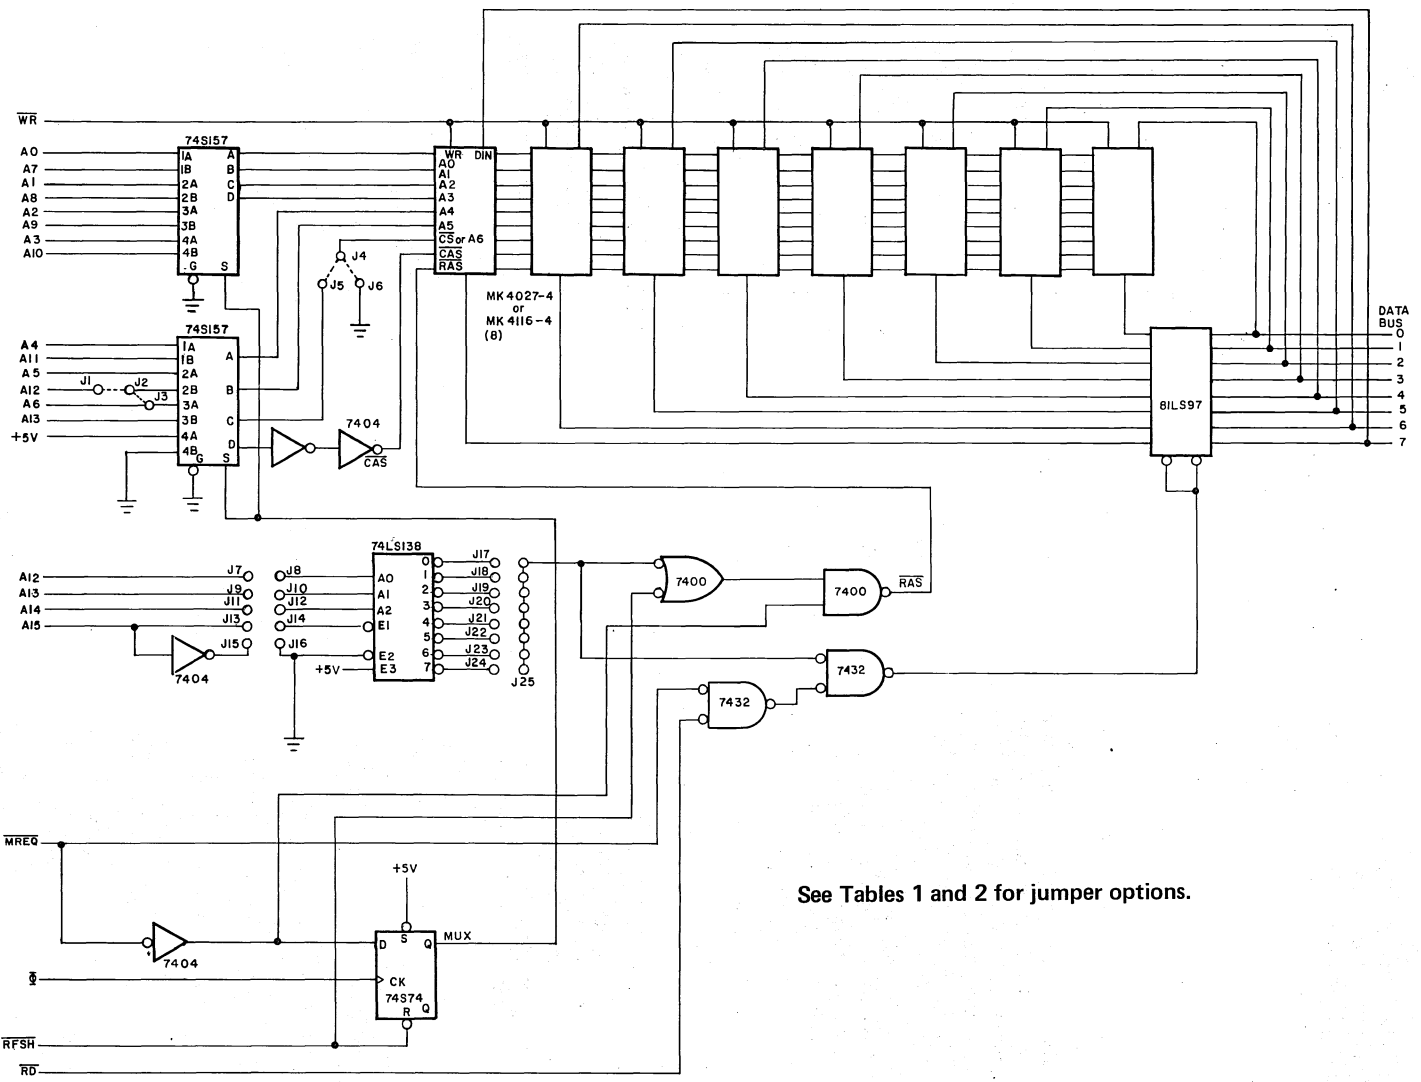 WR
74S157
A0
A7
A1
A8
A2
A9
A3
A10
1A
1B
2A
2B
3A
3B
4A
4B
G
S
A
B
C
D
WR DIN
A0
A1
A2
A3
A4
A5
CS or A6
CAS
RAS
J4
J5
J6
MK 4027-4
or
MK 4116-4
(8)
74S157
A4
A11
A5
A12
A6
A13
+5V
J1
J2
J3
1A
1B
2A
2B
3A
3B
4A
4B
G
S
A
B
C
D
7404
CAS
81LS97
DATA
BUS
0
1
2
3
4
5
6
7
74LS138
A12
A13
A14
A15
J7
J9
J11
J13
J15
J8
J10
J12
J14
J16
7404
+5V
A0
A1
A2
E1
E2
E3
0
1
2
3
4
5
6
7
J17
J18
J19
J20
J21
J22
J23
J24
J25
7400
7400
RAS
7432
7432
MREQ
7404
Φ
RFSH
RD
+5V
S
D
Q
MUX
CK
74S74
R
Q
See Tables 1 and 2 for jumper options.